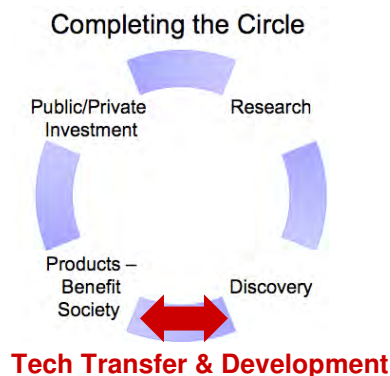 Completing the Circle
Public/Private
Investment
Research
Products –
Benefit
Society
Discovery
Tech Transfer & Development